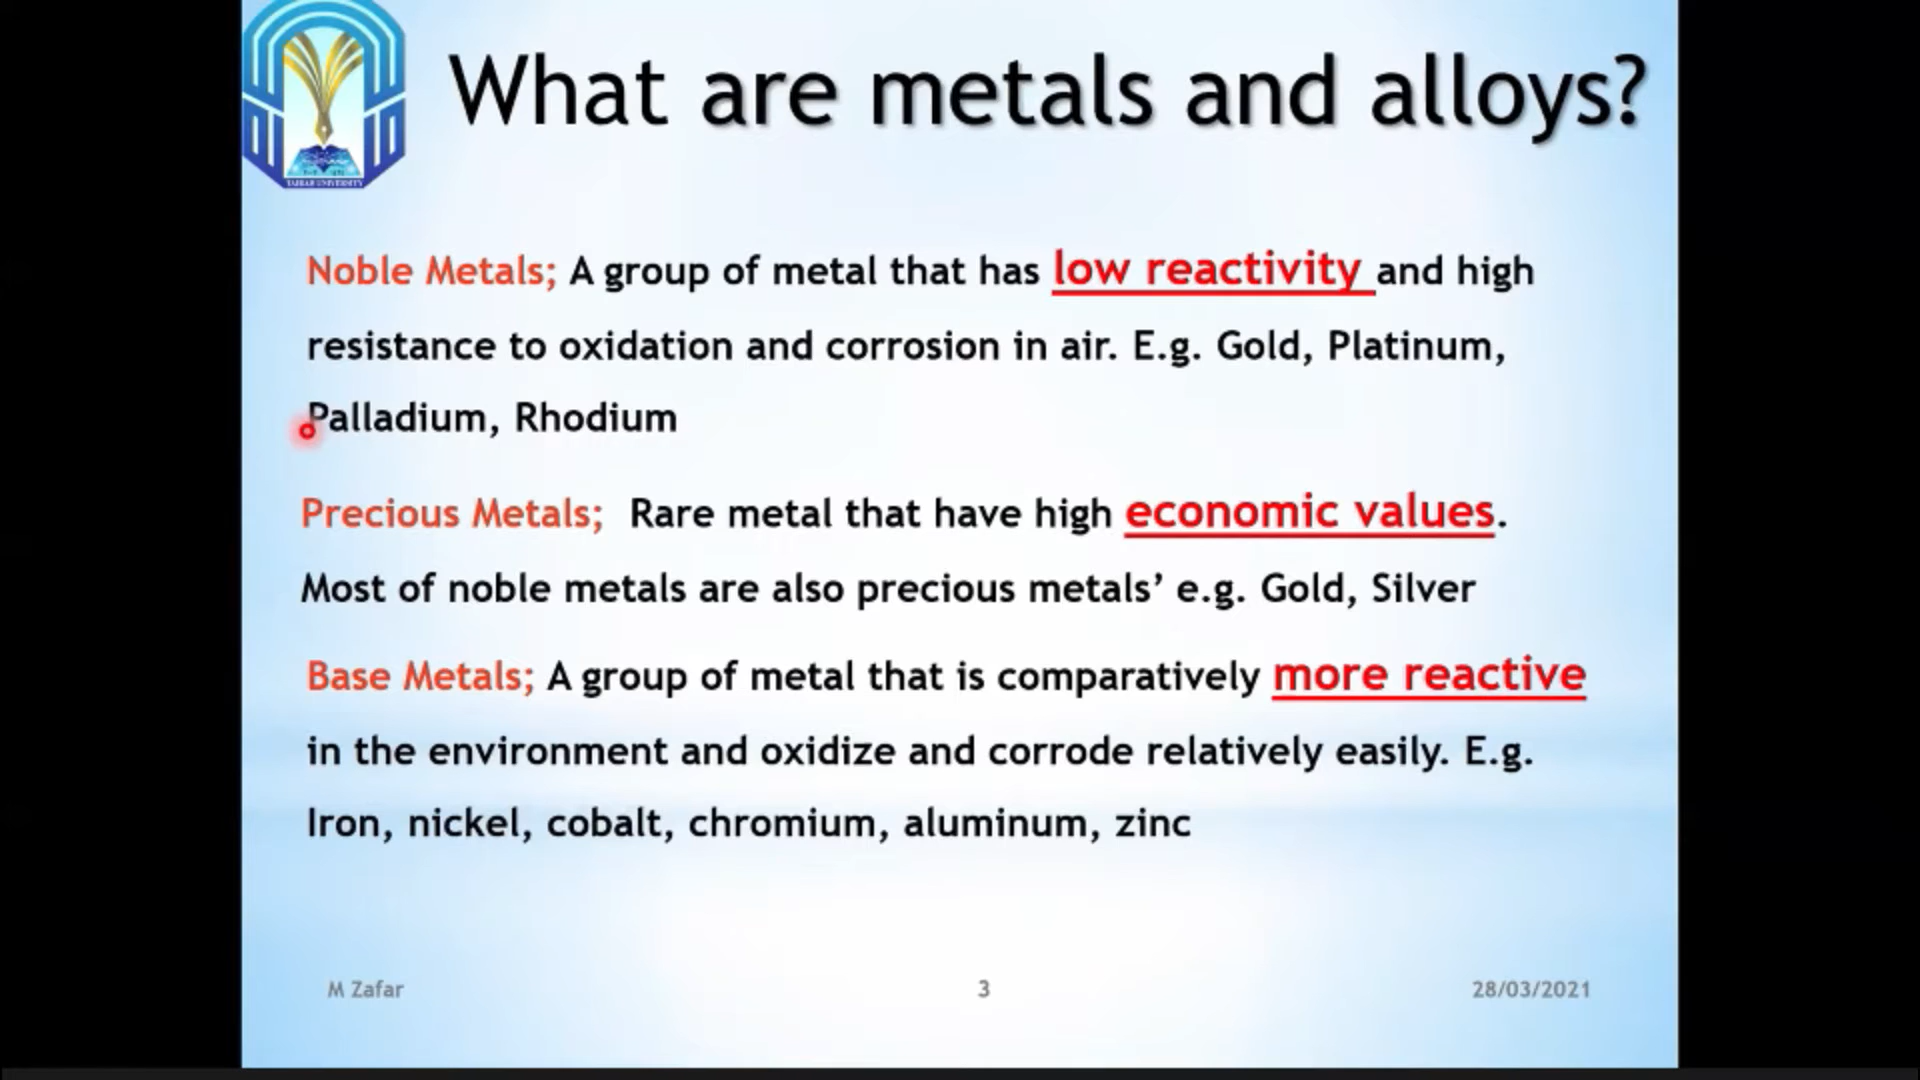 What are metals and alloys?
TAIBAH UNIVERSITY
Noble Metals; A group of metal that has low reactivity and high
resistance to oxidation and corrosion in air. E.g. Gold, Platinum,
Palladium, Rhodium
Precious Metals; Rare metal that have high economic values.
Most of noble metals are also precious metals’ e.g. Gold, Silver
Base Metals; A group of metal that is comparatively more reactive
in the environment and oxidize and corrode relatively easily. E.g.
Iron, nickel, cobalt, chromium, aluminum, zinc
M Zafar
3
28/03/2021